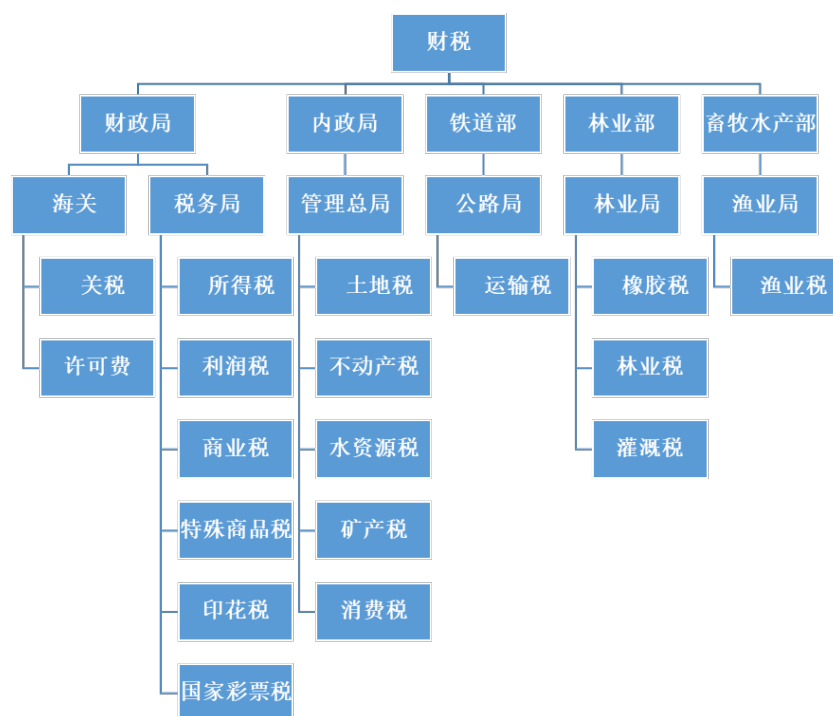 财税
财政局
内政局
铁道部
林业部
畜牧水产部
海关
税务局
管理总局
公路局
林业局
渔业局
关税
所得税
土地税
运输税
橡胶税
渔业税
许可费
利润税
不动产税
林业税
商业税
水资源税
灌溉税
特殊商品税
矿产税
印花税
消费税
国家彩票税